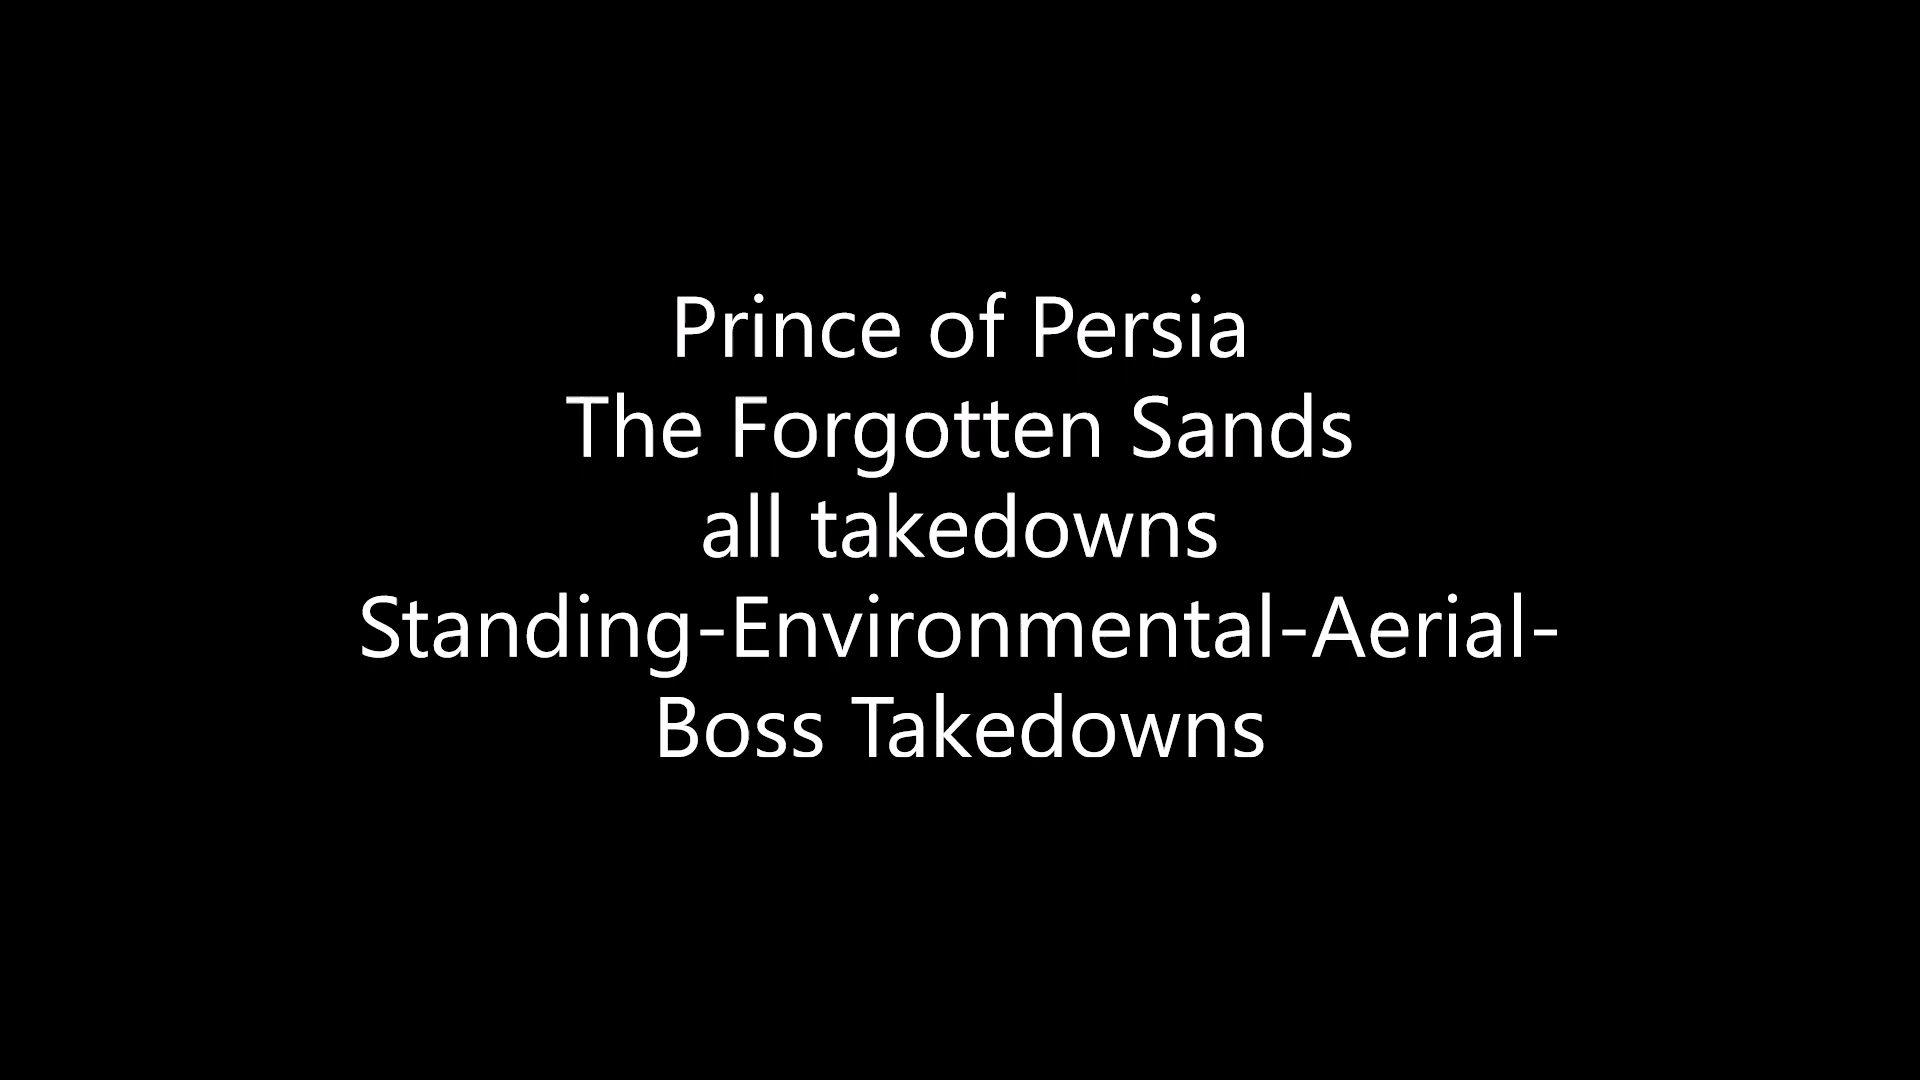 Prince of Persia
The Forgotten Sands
all takedowns
Standing-Environmental-Aerial-
Boss Takedowns